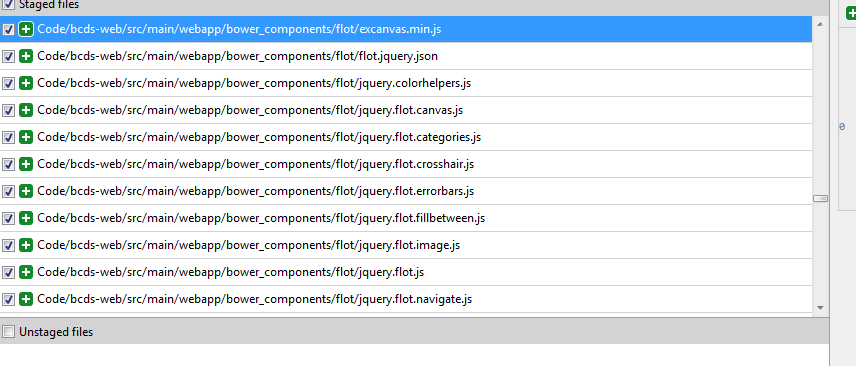 Staged files
Code/bcds-web/src/main/webapp/bower_components/flot/excanvas.min.js
Code/bcds-web/src/main/webapp/bower_components/flot/flot.jquery.json
Code/bcds-web/src/main/webapp/bower_components/flot/jquery.colorhelpers.js
Code/bcds-web/src/main/webapp/bower_components/flot/jquery.flot.canvas.js
Code/bcds-web/src/main/webapp/bower_components/flot/jquery.flot.categories.js
Code/bcds-web/src/main/webapp/bower_components/flot/jquery.flot.crosshair.js
Code/bcds-web/src/main/webapp/bower_components/flot/jquery.flot.errorbars.js
Code/bcds-web/src/main/webapp/bower_components/flot/jquery.flot.fillbetween.js
Code/bcds-web/src/main/webapp/bower_components/flot/jquery.flot.image.js
Code/bcds-web/src/main/webapp/bower_components/flot/jquery.flot.js
Code/bcds-web/src/main/webapp/bower_components/flot/jquery.flot.navigate.js
Unstaged files
0